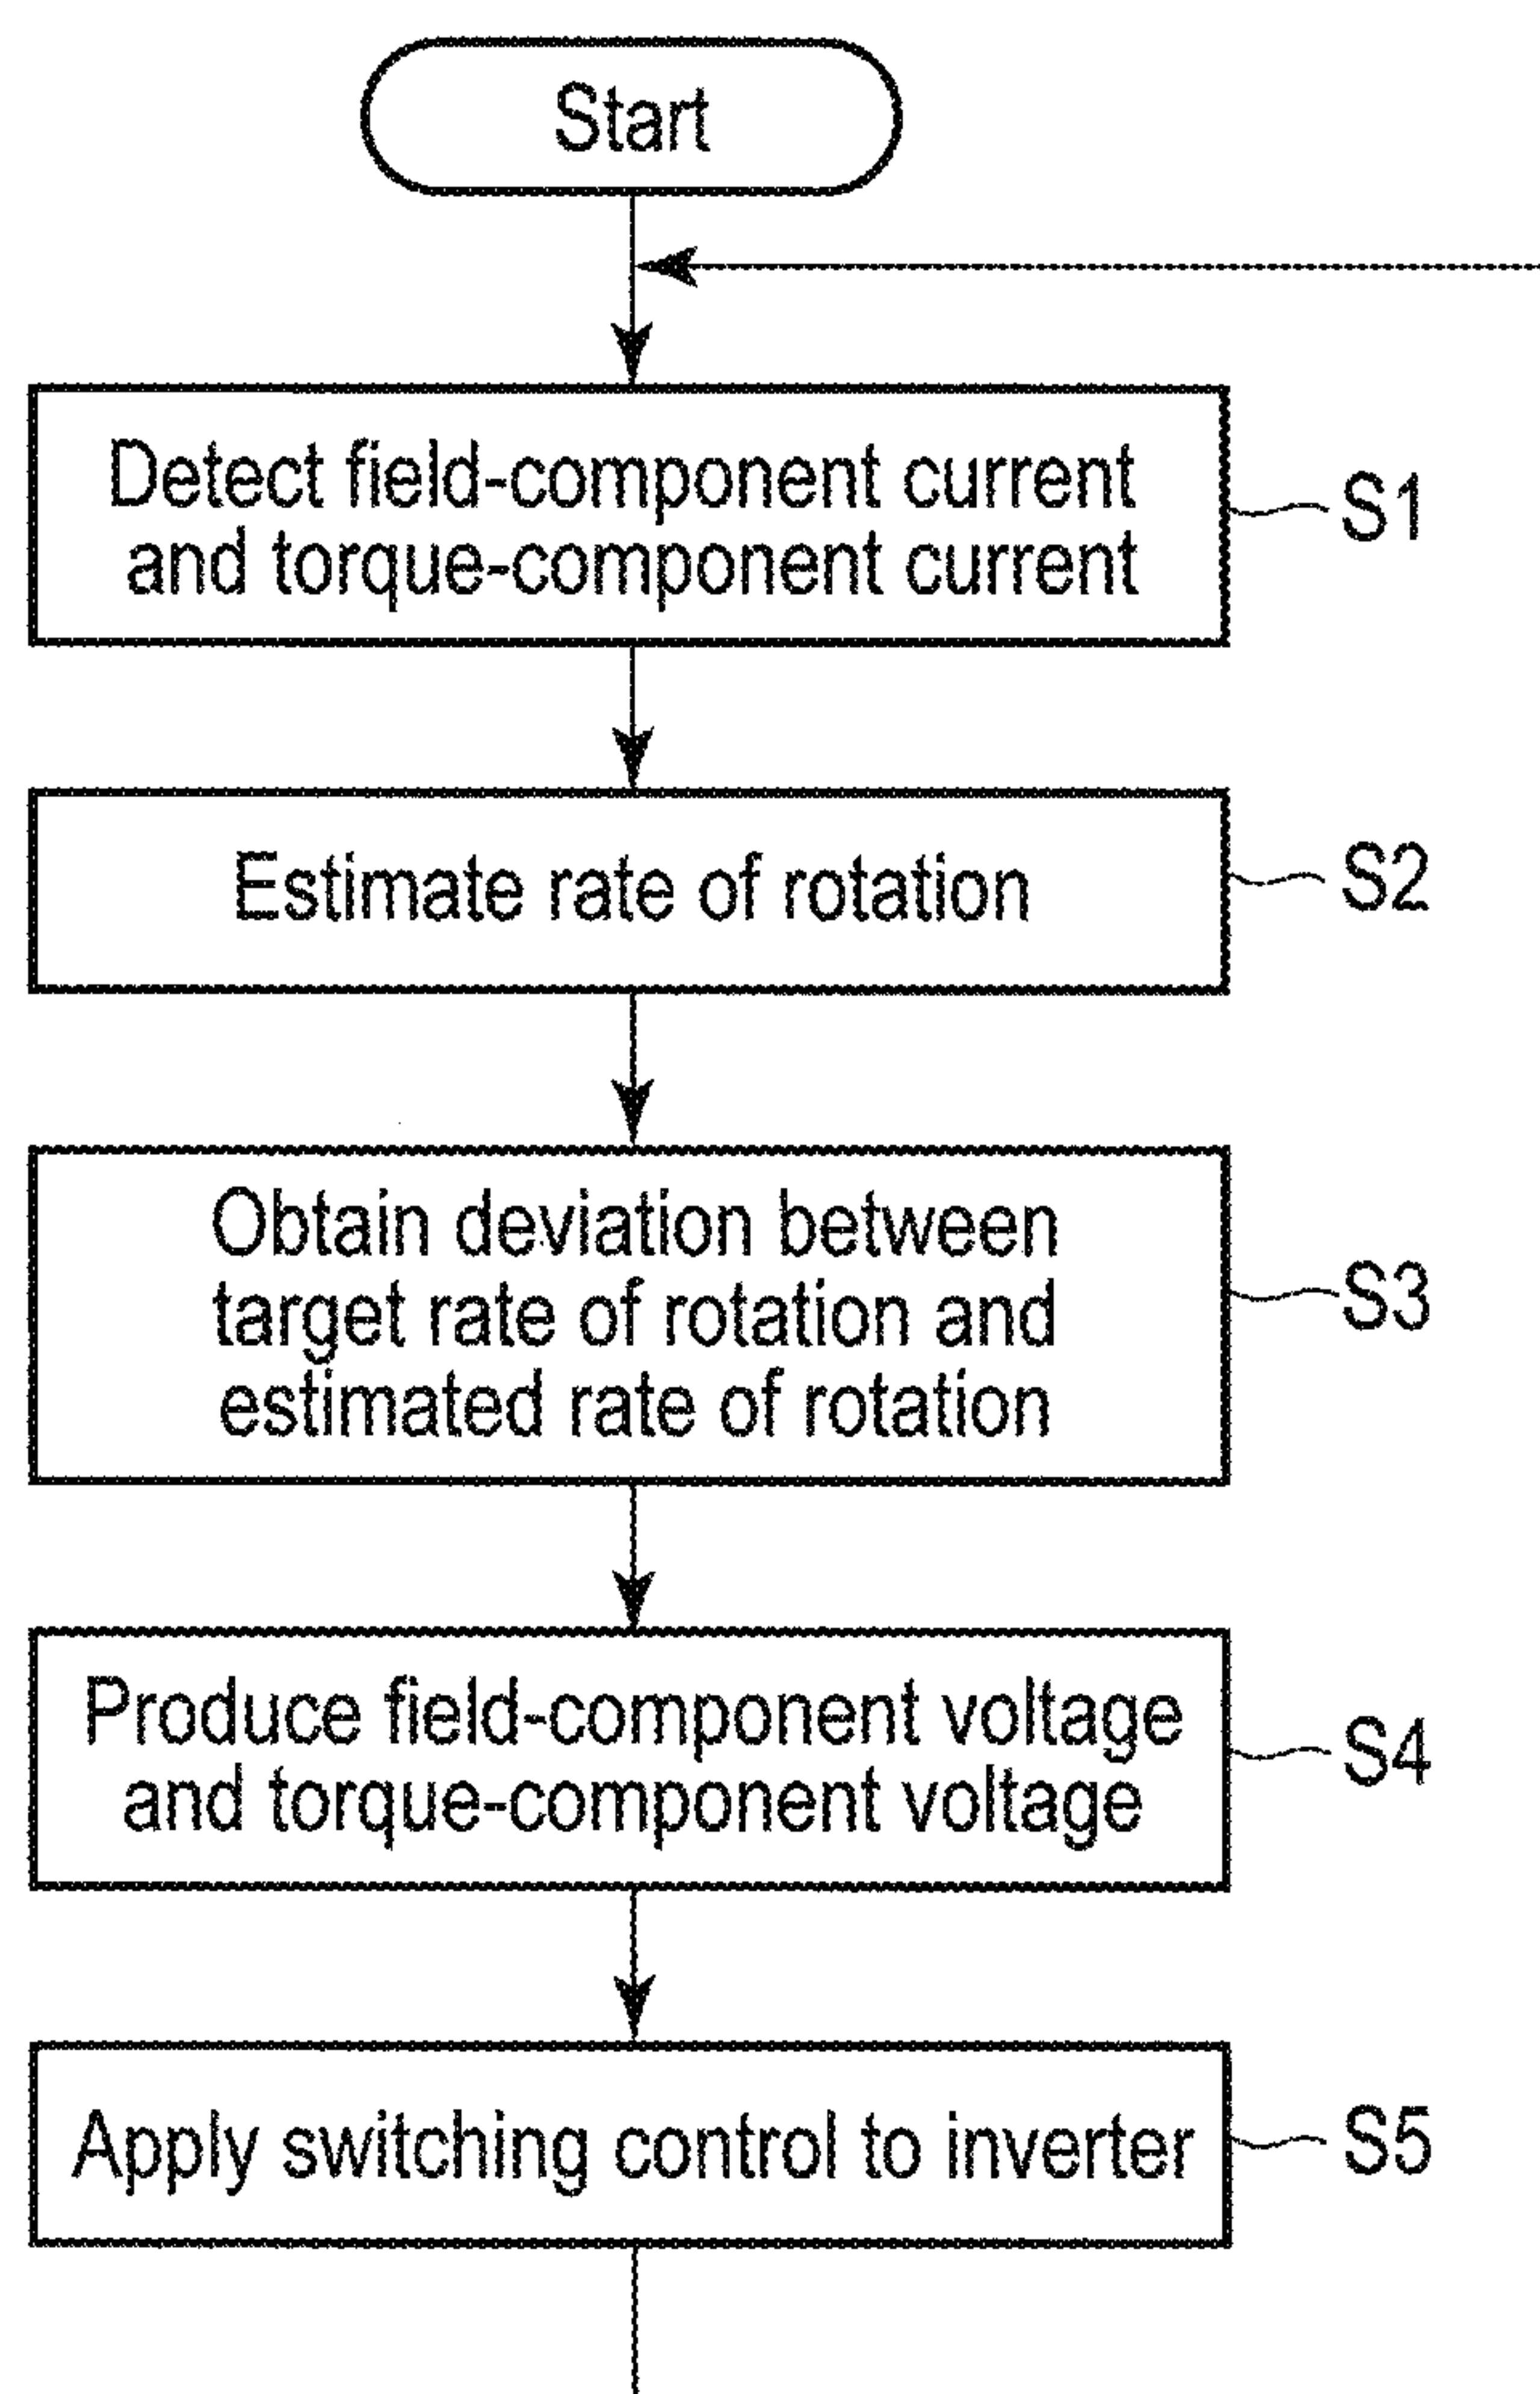 Start
Detect field-component current
and torque-component current
S1
Estimate rate of rotation
S2
Obtain deviation between
target rate of rotation and
estimated rate of rotation
S3
Produce field-component voltage
and torque-component voltage
S4
Apply switching control to inverter
S5